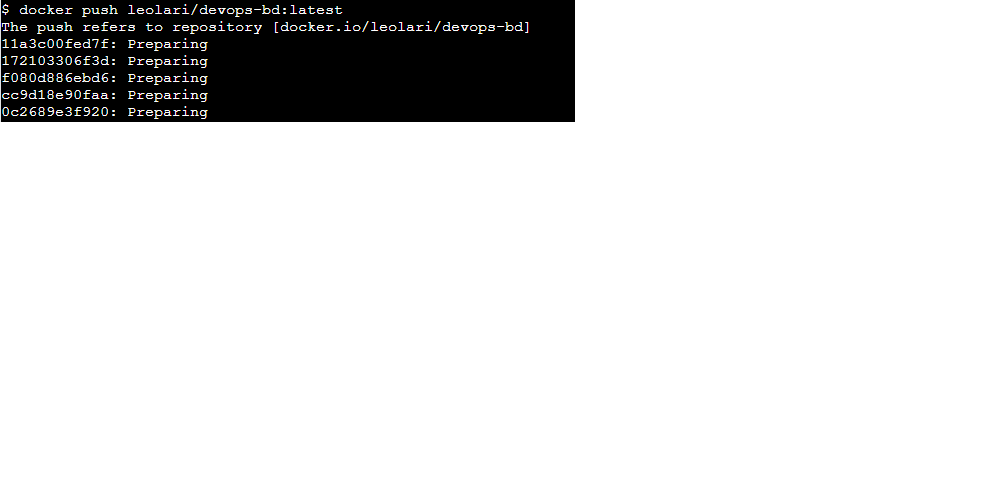 $ docker push leolari/devops-bd:latest
The push refers to repository [docker.io/leolari/devops-bd]
11a3c00fed7f: Preparing
172103306f3d: Preparing
f080d886ebd6: Preparing
cc9d18e90faa: Preparing
0c2689e3f920: Preparing